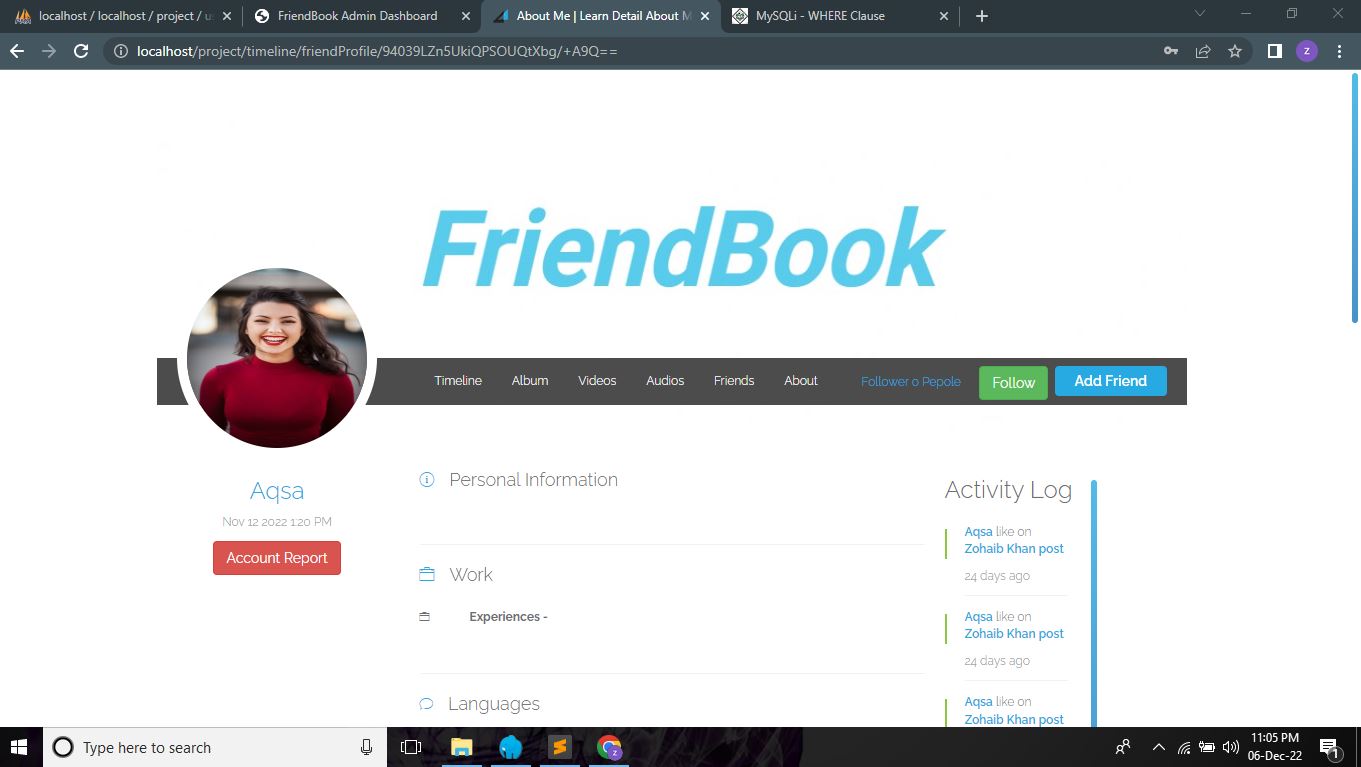 localhost / localhost / project / us
FriendBook Admin Dashboard
About Me | Learn Detail About M
MySQLi - WHERE Clause
localhost/project/timeline/friendProfile/94039LZn5UkiQPSOUQtXbg/+A9Q==
z
FriendBook
Timeline
Album
Videos
Audios
Friends
About
Follower 0 Pepole
Follow
Add Friend
Aqsa
Nov 12 2022 1:20 PM
Account Report
Personal Information
Work
Experiences -
Languages
Activity Log
Aqsa like on
Zohaib Khan post
24 days ago
Aqsa like on
Zohaib Khan post
24 days ago
Aqsa like on
Zohaib Khan post
Type here to search
z
11:05 PM
06-Dec-22
1